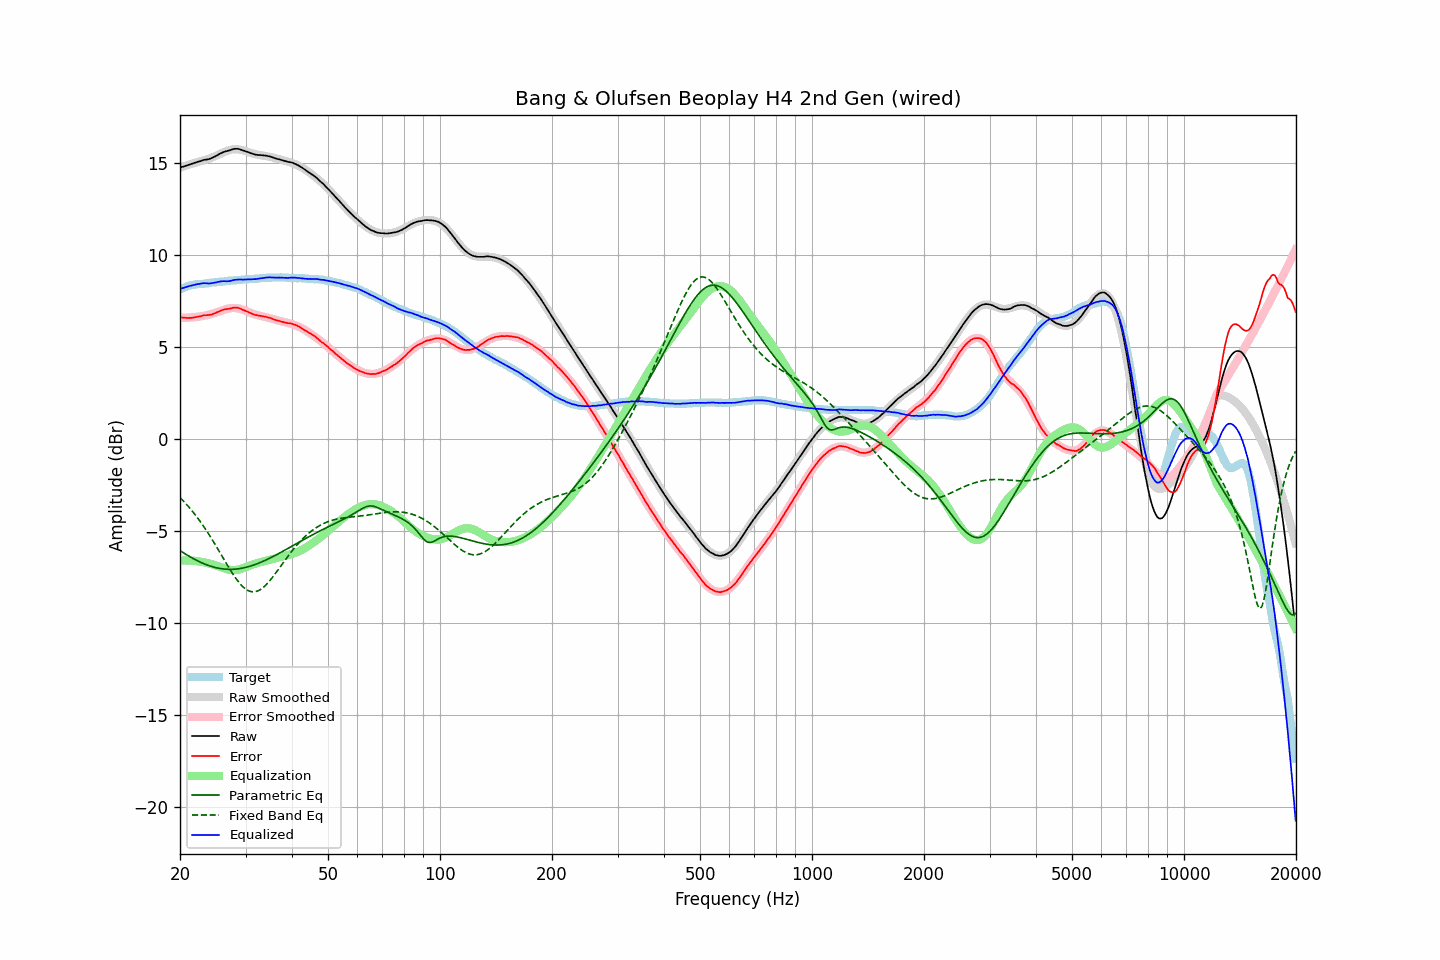 Bang & Olufsen Beoplay H4 2nd Gen (wired)
15
10
5
0
−5
−10
−15
−20
Amplitude (dBr)
Target
Raw Smoothed
Error Smoothed
Raw
Error
Equalization
Parametric Eq
Fixed Band Eq
Equalized
20 50 100 200 500 1000 2000 5000 10000 20000
Frequency (Hz)